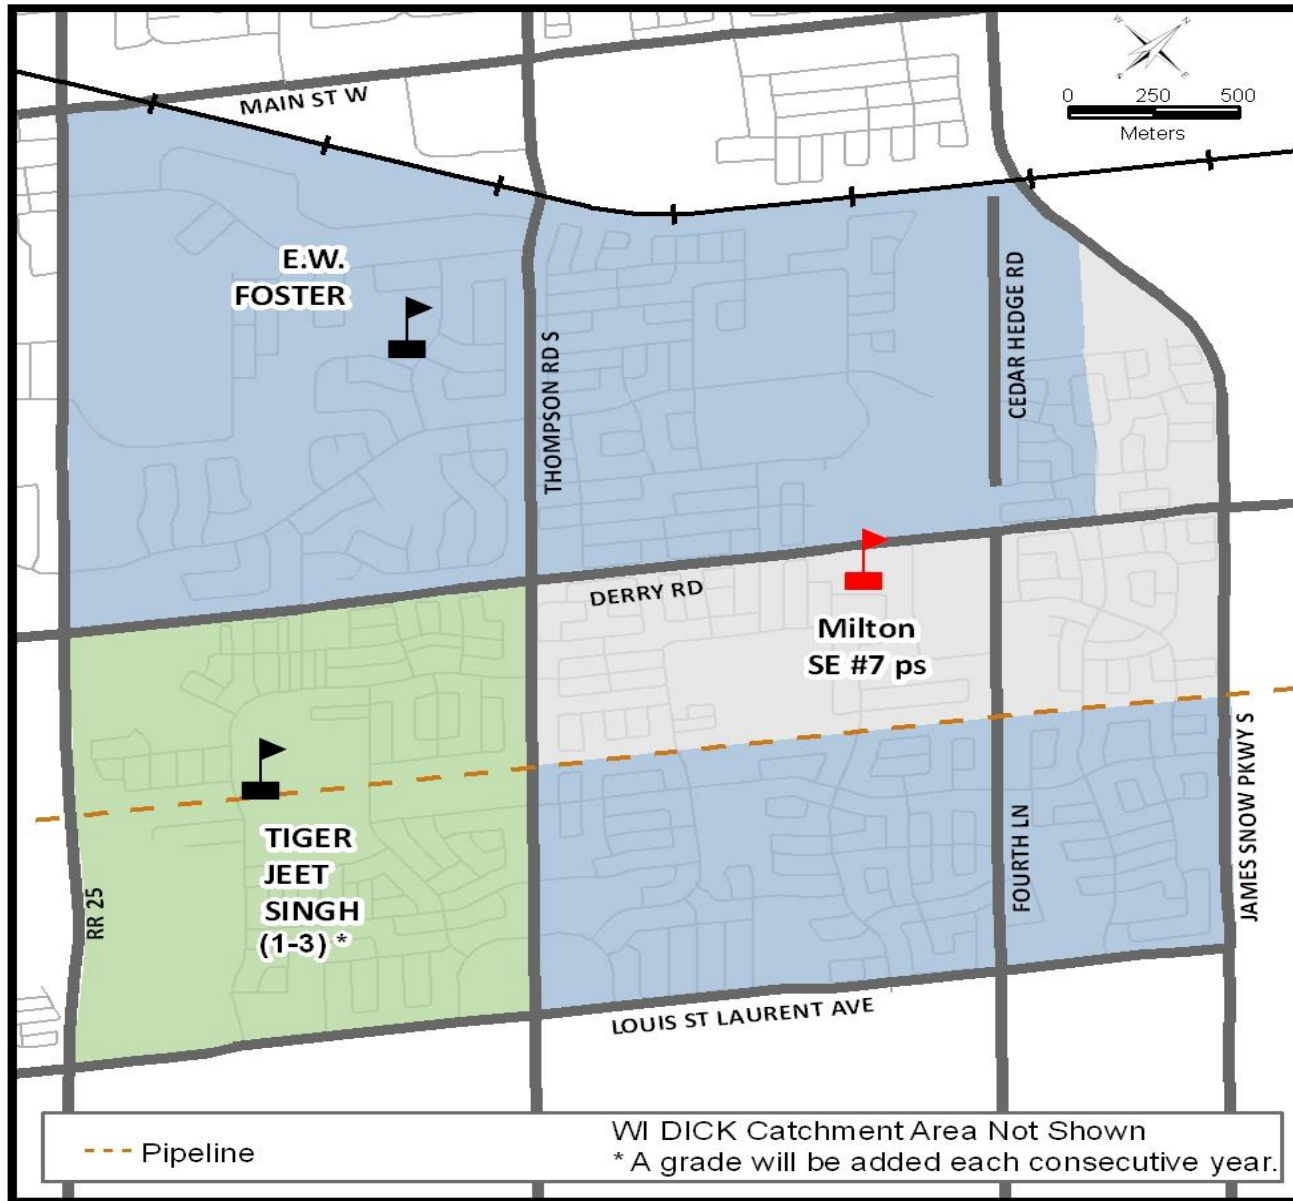 MAIN ST W
W
N
S
E
0 250 500
Meters
E.W.
FOSTER
THOMPSON RD S
CEDAR HEDGE RD
DERRY RD
Milton
SE #7 ps
TIGER
JEET
SINGH
(1-3) *
RR 25
FOURTH LN
JAMES SNOW PKWY S
LOUIS ST LAURENT AVE
Pipeline
WI DICK Catchment Area Not Shown
* A grade will be added each consecutive year.